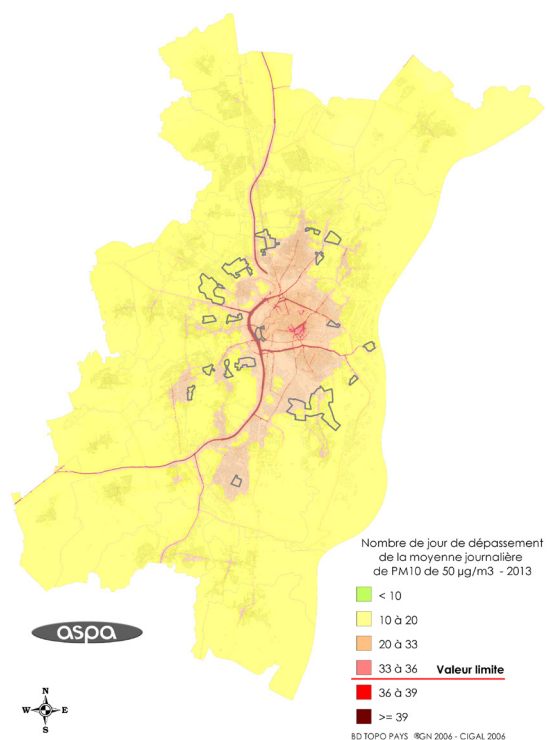 Nombre de jour de dépassement
de la moyenne journalière
de PM10 de 50 µg/m3 - 2013
< 10
10 à 20
20 à 33
33 à 36 Valeur limite
36 à 39
>= 39
aspa
N
W E
S
BD TOPO PAYS ®GN 2006 - CIGAL 2006